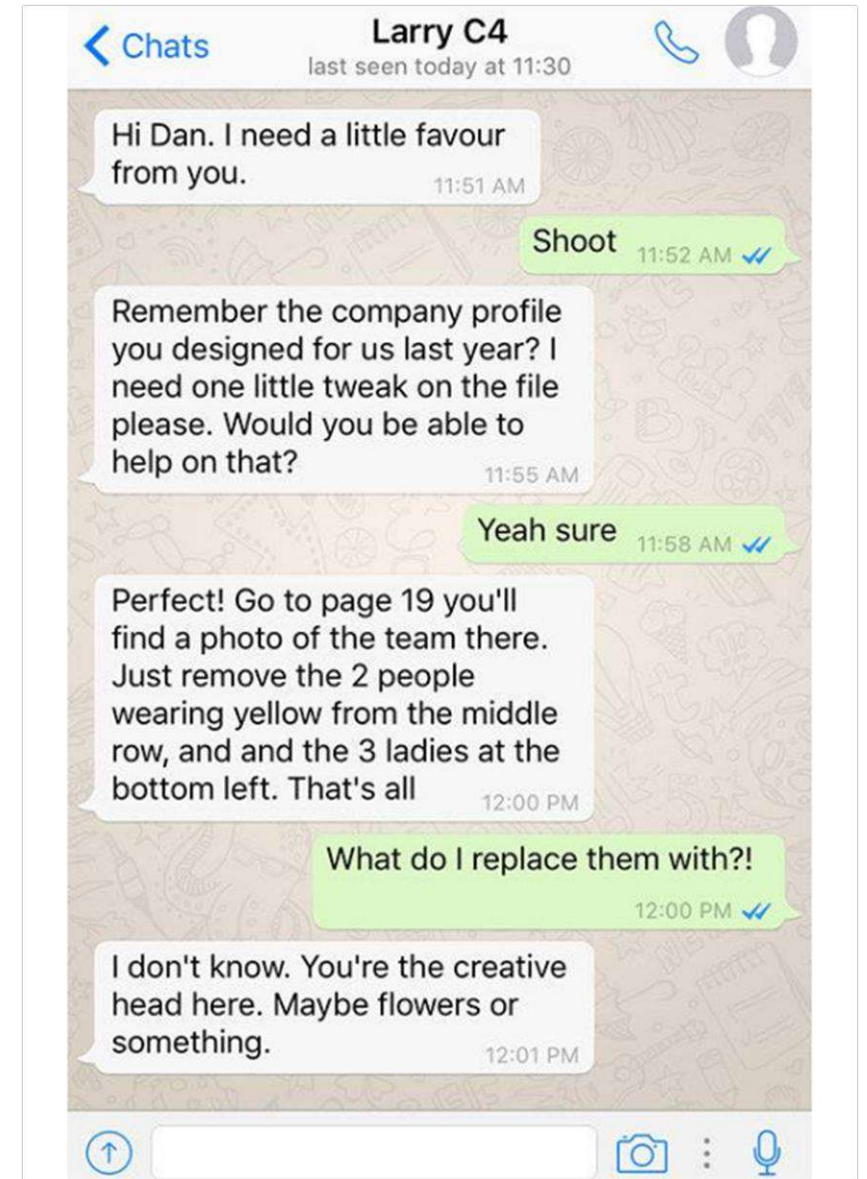 Chats
Larry C4
last seen today at 11:30
Hi Dan. I need a little favour
from you.
11:51 AM
Shoot
11:52 AM
Remember the company profile
you designed for us last year? I
need one little tweak on the file
please. Would you be able to
help on that?
11:55 AM
Yeah sure
11:58 AM
Perfect! Go to page 19 you'll
find a photo of the team there.
Just remove the 2 people
wearing yellow from the middle
row, and and the 3 ladies at the
bottom left. That's all
12:00 PM
What do I replace them with?!
12:00 PM
I don't know. You're the creative
head here. Maybe flowers or
something.
12:01 PM